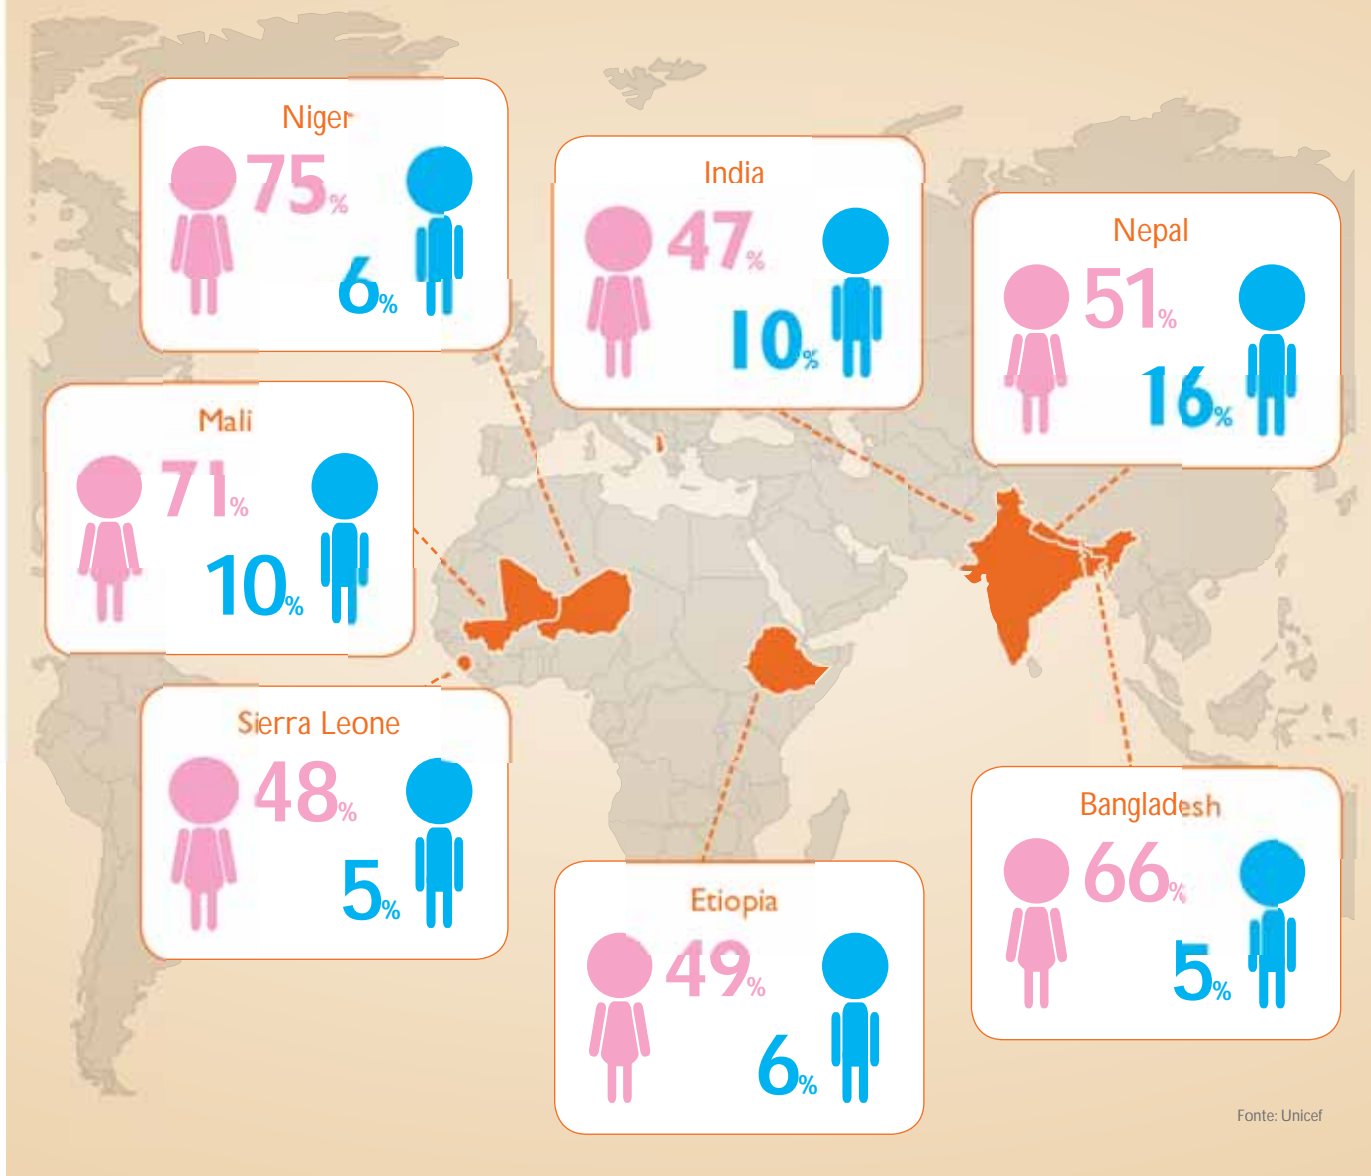 Niger
75%
6%
India
47%
10%
Nepal
51%
16%
Mali
71%
10%
Sierra Leone
48%
5%
Etiopia
49%
6%
Bangladesh
66%
5%
Fonte: Unicef